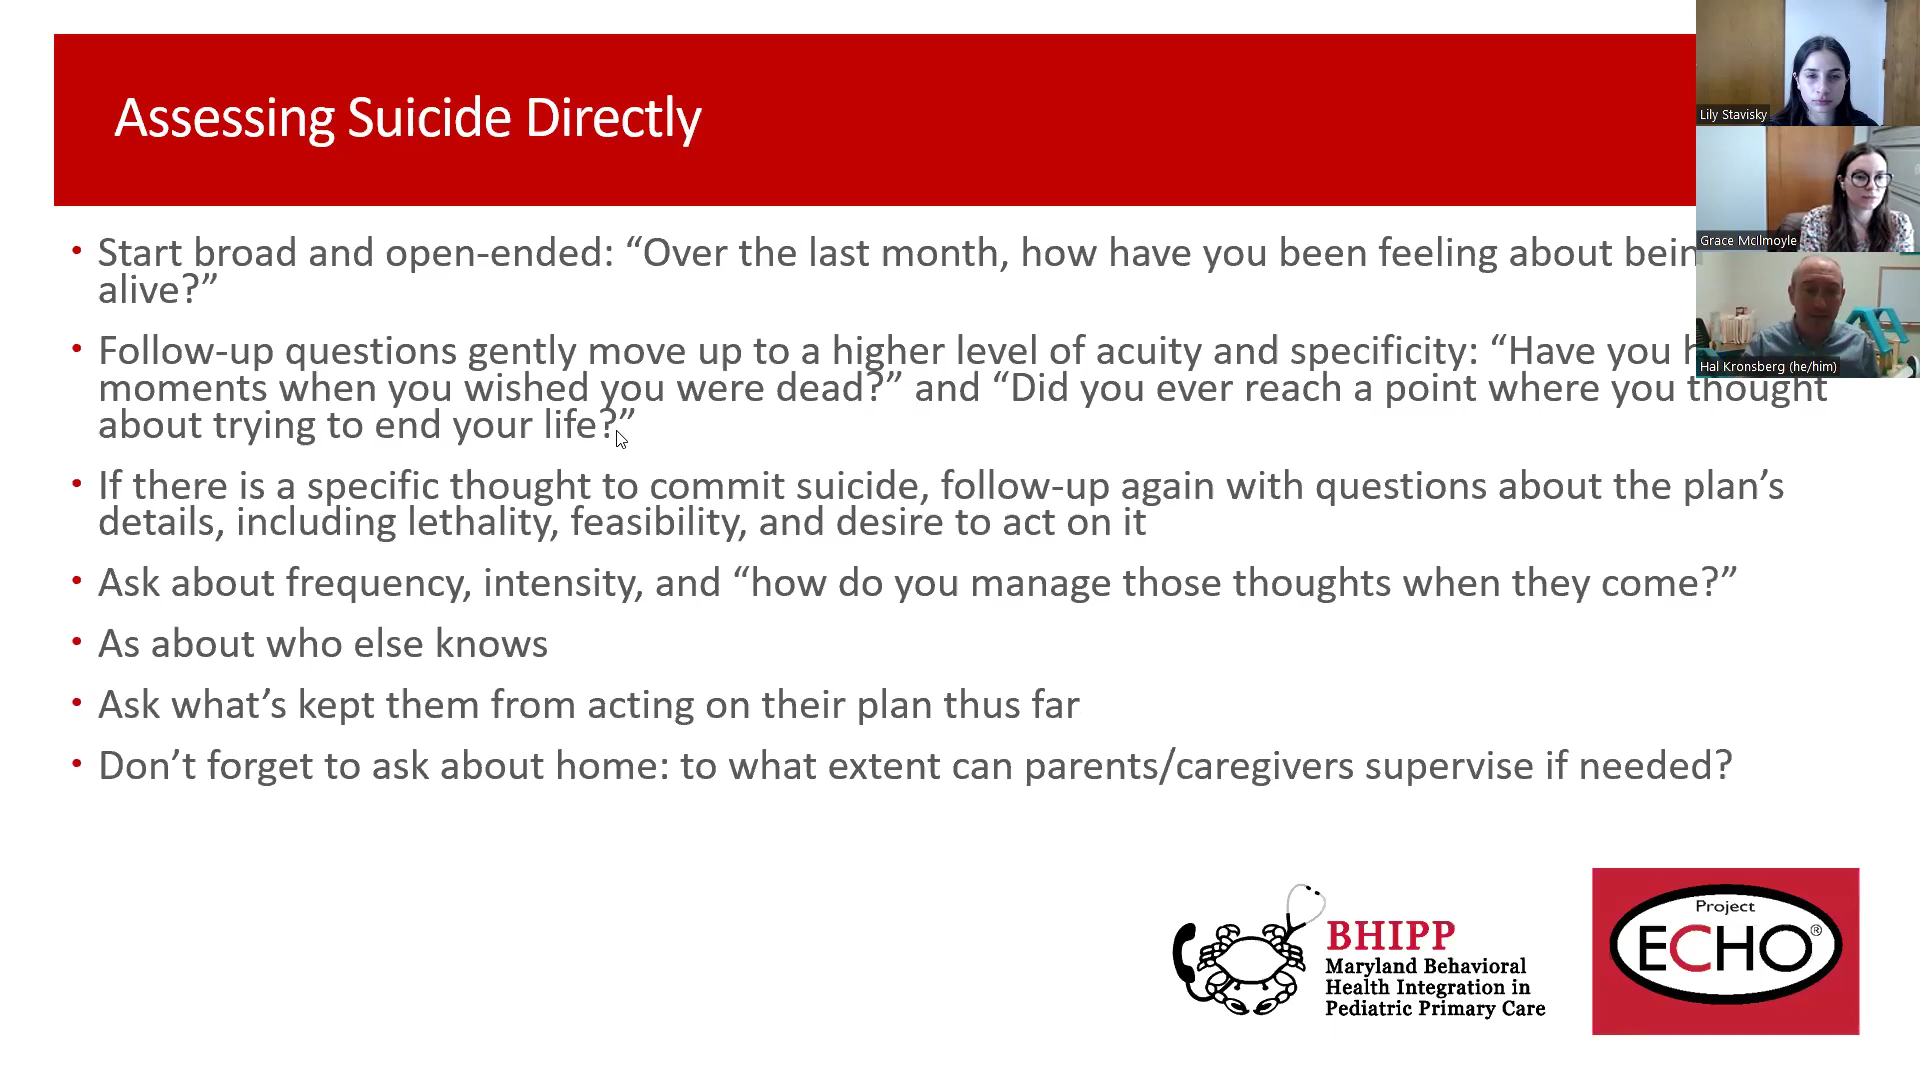 Assessing Suicide Directly
Lily Stavisky
Grace McIlmoyle
Hal Kronsberg (he/him)
• Start broad and open-ended: “Over the last month, how have you been feeling about bein
alive?”
• Follow-up questions gently move up to a higher level of acuity and specificity: “Have you h
moments when you wished you were dead?” and “Did you ever reach a point where you thought
about trying to end your life?”
• If there is a specific thought to commit suicide, follow-up again with questions about the plan’s
details, including lethality, feasibility, and desire to act on it
• Ask about frequency, intensity, and “how do you manage those thoughts when they come?”
• As about who else knows
• Ask what’s kept them from acting on their plan thus far
• Don’t forget to ask about home: to what extent can parents/caregivers supervise if needed?
BHIPP
Maryland Behavioral
Health Integration in
Pediatric Primary Care
Project
ECHO®